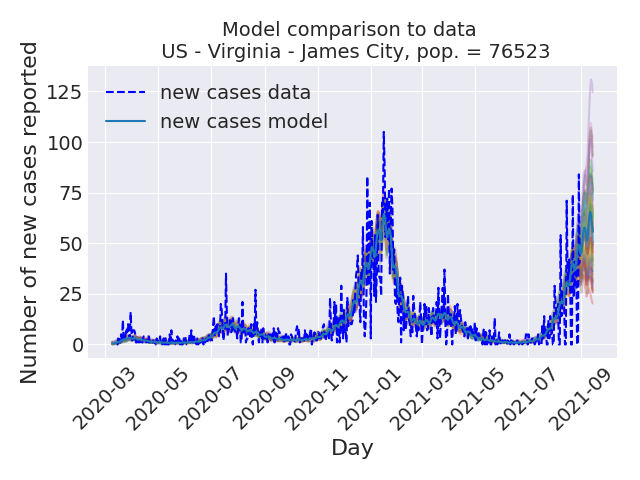 Model comparison to data
US - Virginia - James City, pop. = 76523
Number of new cases reported
125
100
75
50
25
0
new cases data
new cases model
2020-03
2020-05
2020-07
2020-09
2020-11
2021-01
2021-03
2021-05
2021-07
2021-09
Day